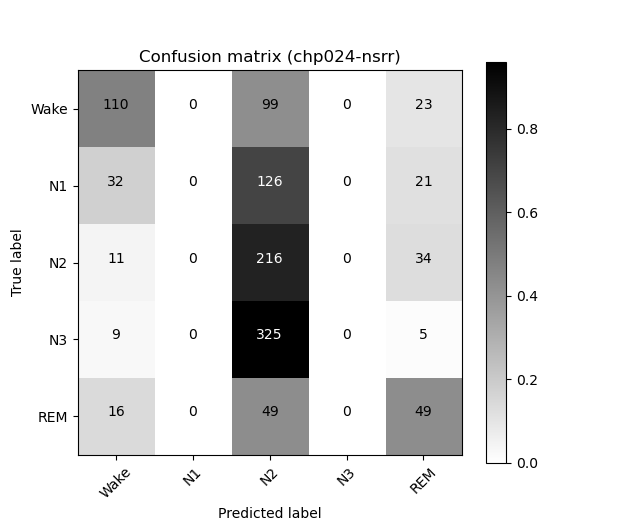 Confusion matrix (chp024-nsrr)
Wake 110 0 99 0 23
N1 32 0 126 0 21
N2 11 0 216 0 34
N3 9 0 325 0 5
REM 16 0 49 0 49
Wake N1 N2 N3 REM
Predicted label
True label
0.8
0.6
0.4
0.2
0.0